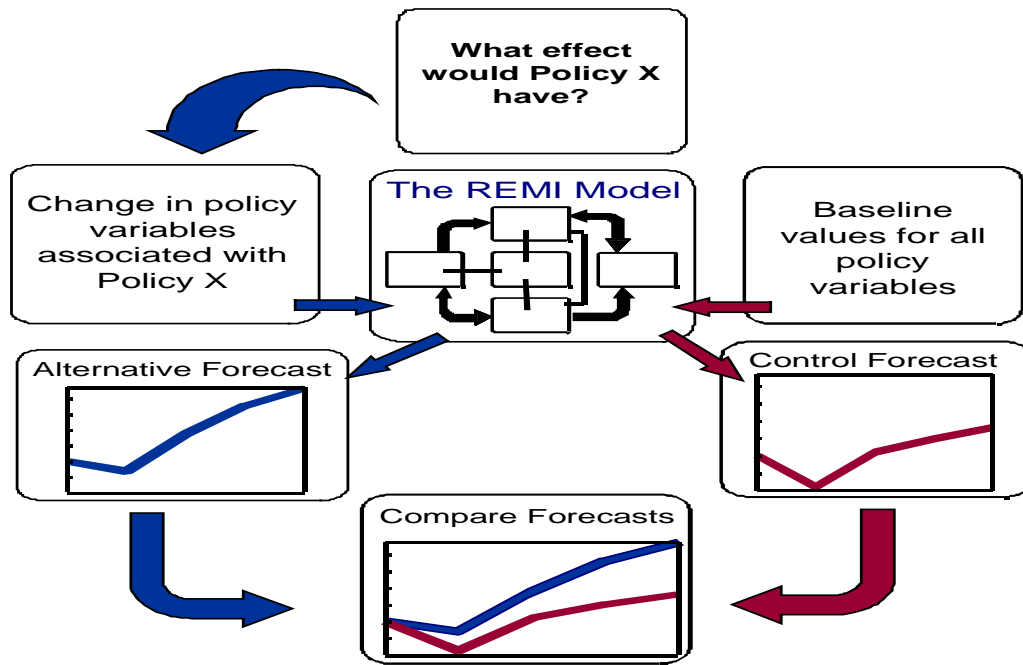 What effect
would Policy X
have?
Change in policy
variables
associated with
Policy X
The REMI Model
Baseline
values for all
policy
variables
Alternative Forecast
Control Forecast
Compare Forecasts